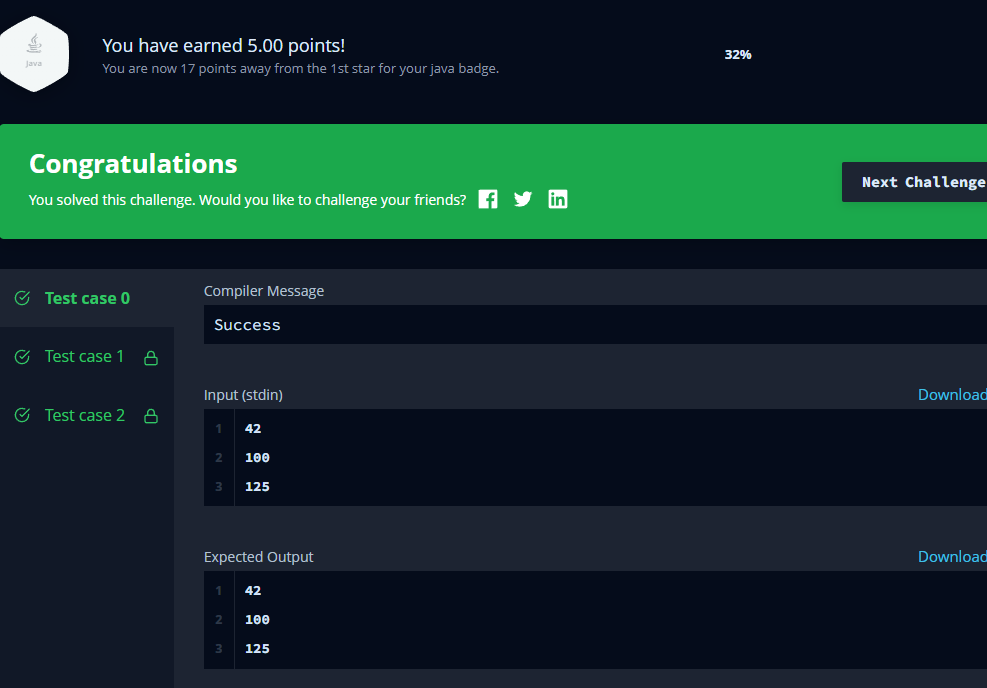 Java
You have earned 5.00 points!
You are now 17 points away from the 1st star for your java badge.
32%
Congratulations
You solved this challenge. Would you like to challenge your friends?
Next Challenge
Test case 0
Test case 1
Test case 2
Compiler Message
Success
Input (stdin)
Download
1 42
2 100
3 125
Expected Output
Download
1 42
2 100
3 125